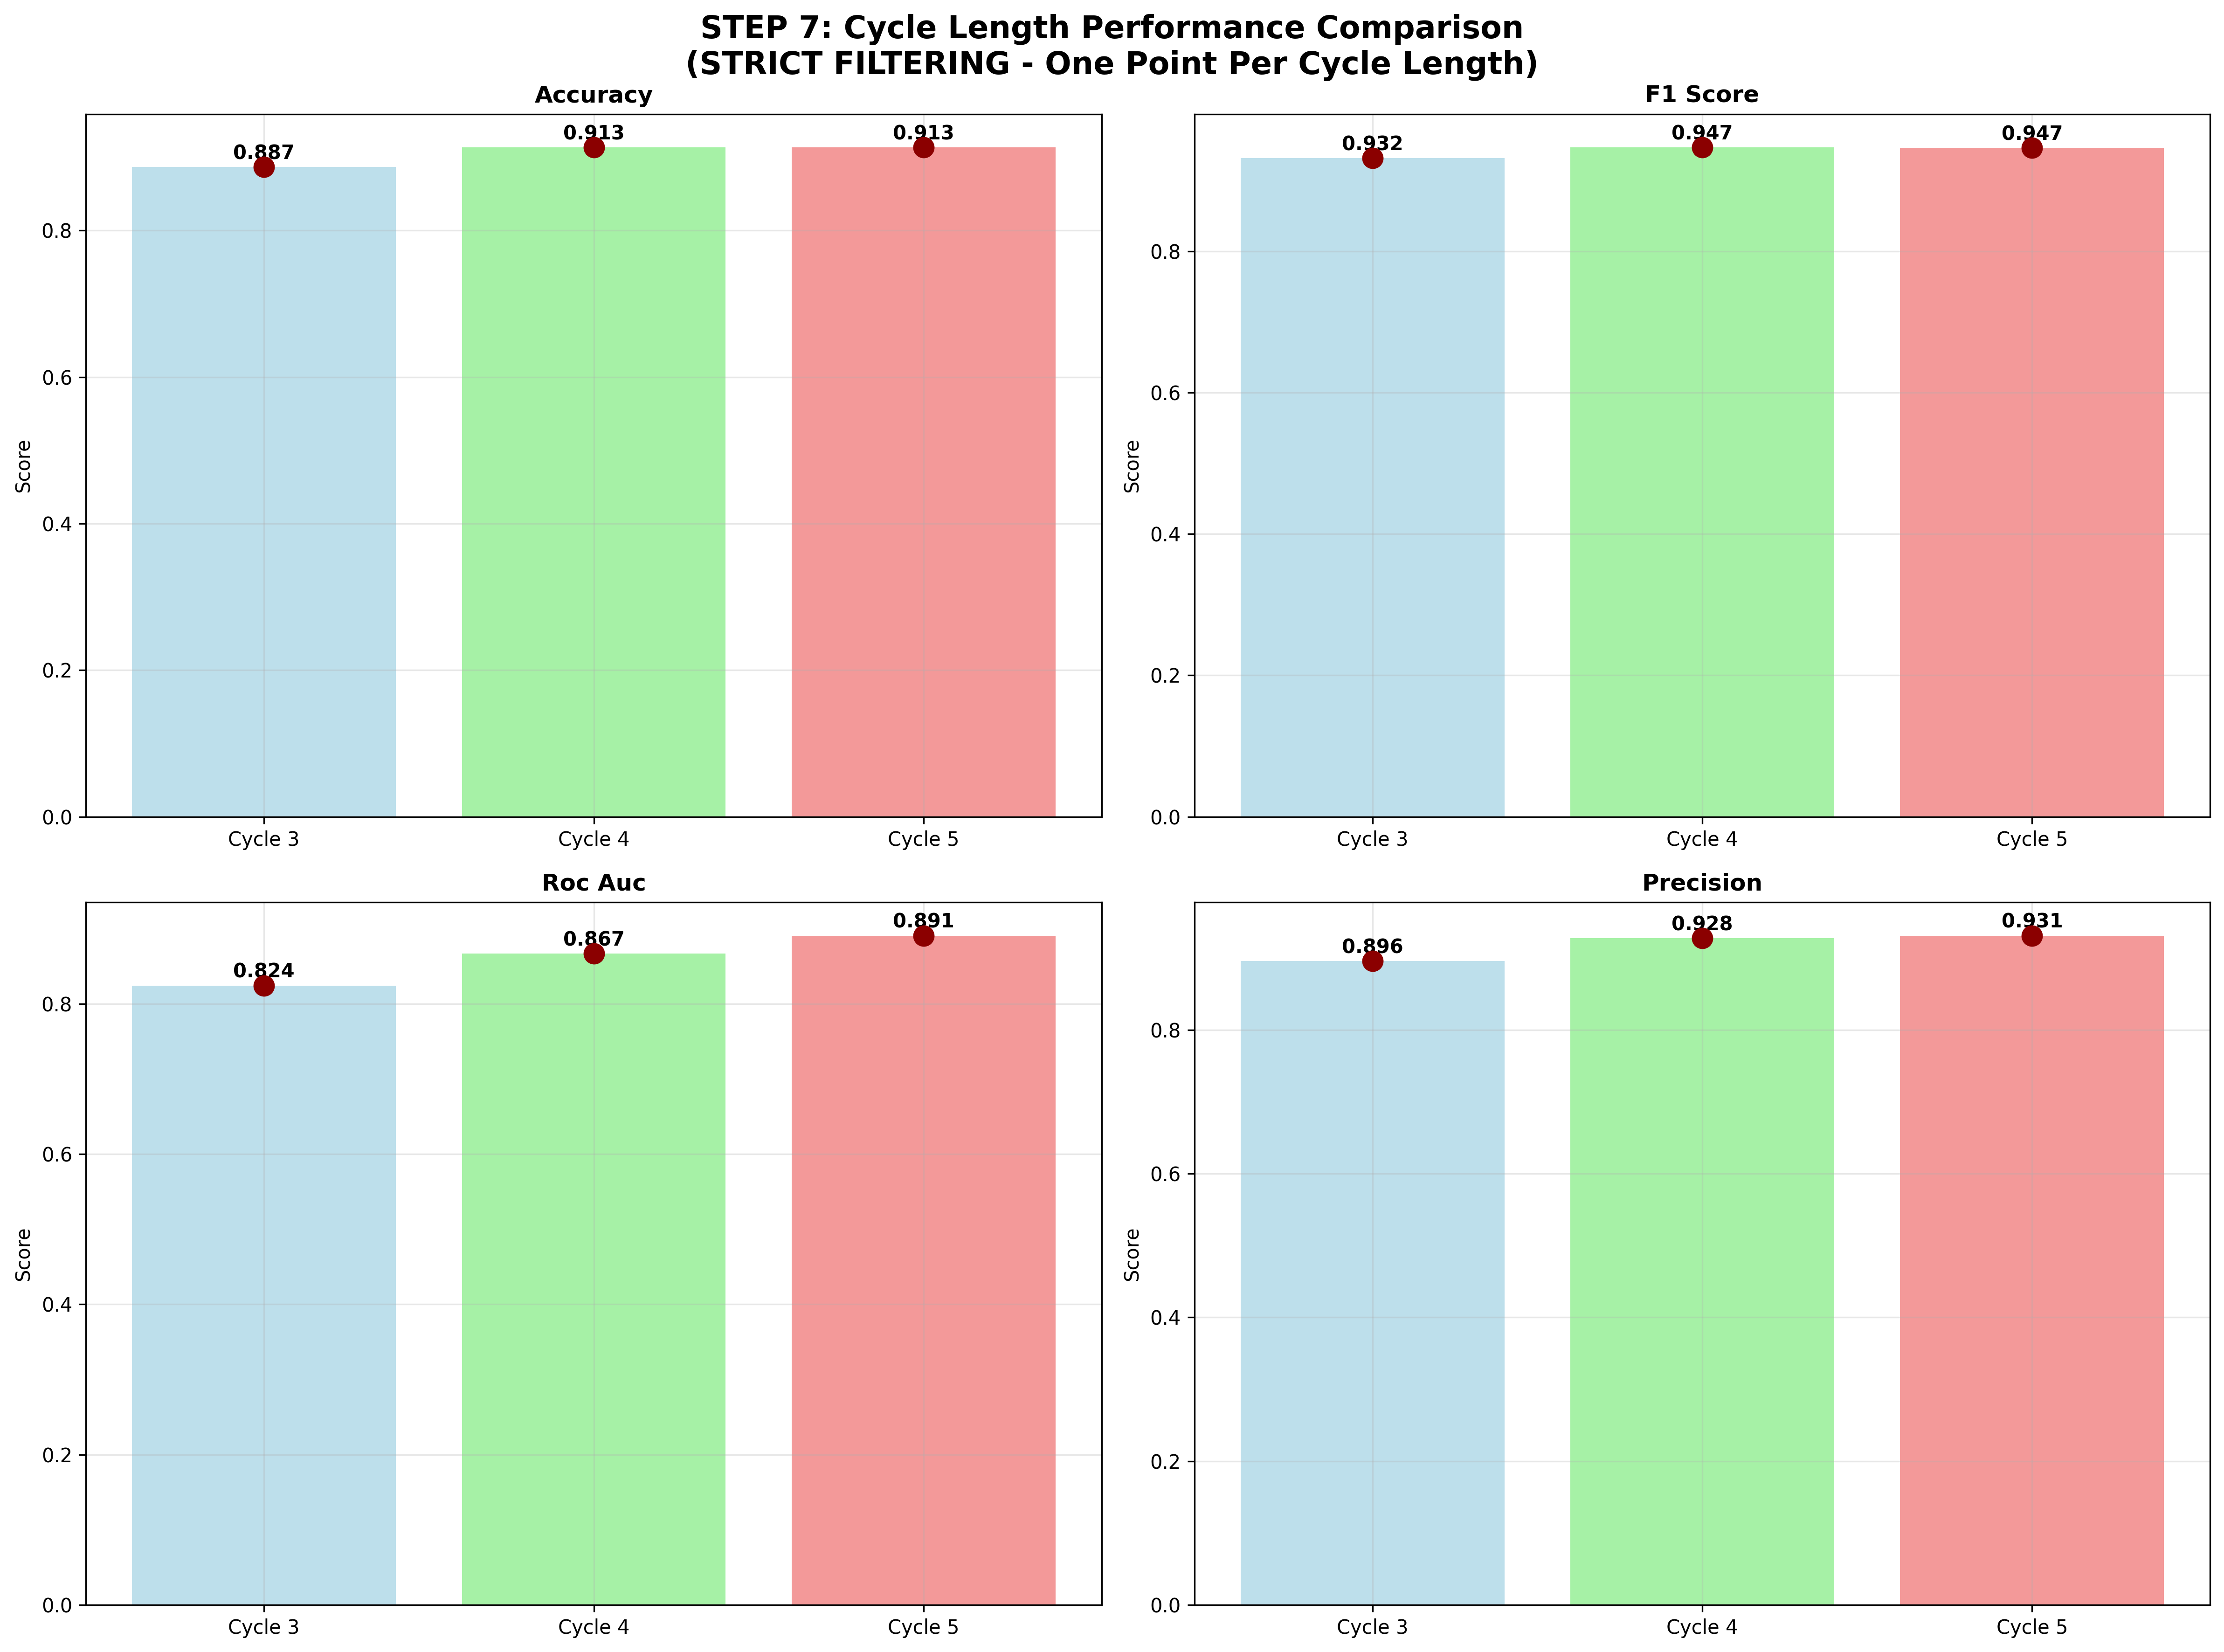 STEP 7: Cycle Length Performance Comparison
(STRICT FILTERING - One Point Per Cycle Length)
Accuracy
0.887
0.913
0.913
0.8
0.6
0.4
0.2
0.0
Score
Cycle 3
Cycle 4
Cycle 5
F1 Score
0.932
0.947
0.947
0.8
0.6
0.4
0.2
0.0
Score
Cycle 3
Cycle 4
Cycle 5
Roc Auc
0.824
0.867
0.891
0.8
0.6
0.4
0.2
0.0
Score
Cycle 3
Cycle 4
Cycle 5
Precision
0.896
0.928
0.931
0.8
0.6
0.4
0.2
0.0
Score
Cycle 3
Cycle 4
Cycle 5